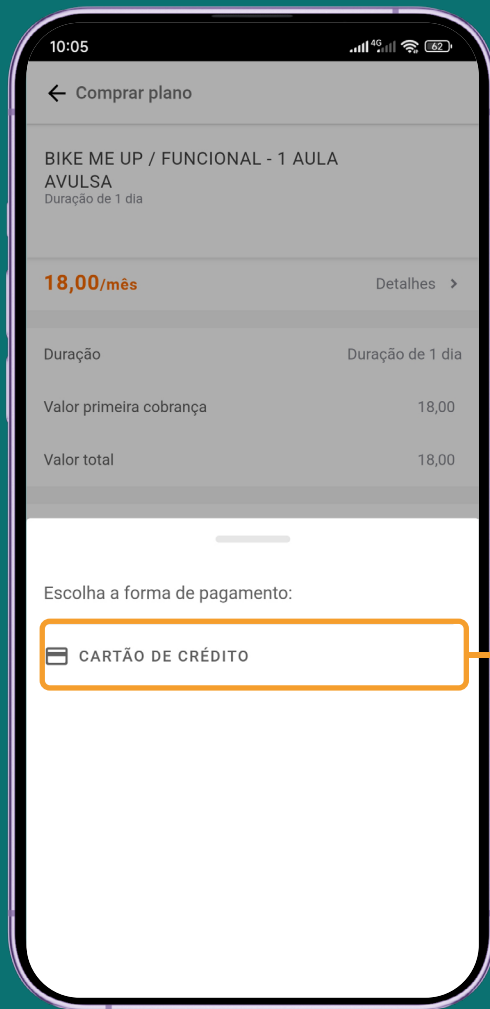 10:05
4G
62
Comprar plano
BIKE ME UP / FUNCIONAL - 1 AULA
AVULSA
Duração de 1 dia
18,00/mês
Detalhes
Duração
Duração de 1 dia
Valor primeira cobrança
18,00
Valor total
18,00
Escolha a forma de pagamento:
CARTÃO DE CRÉDITO